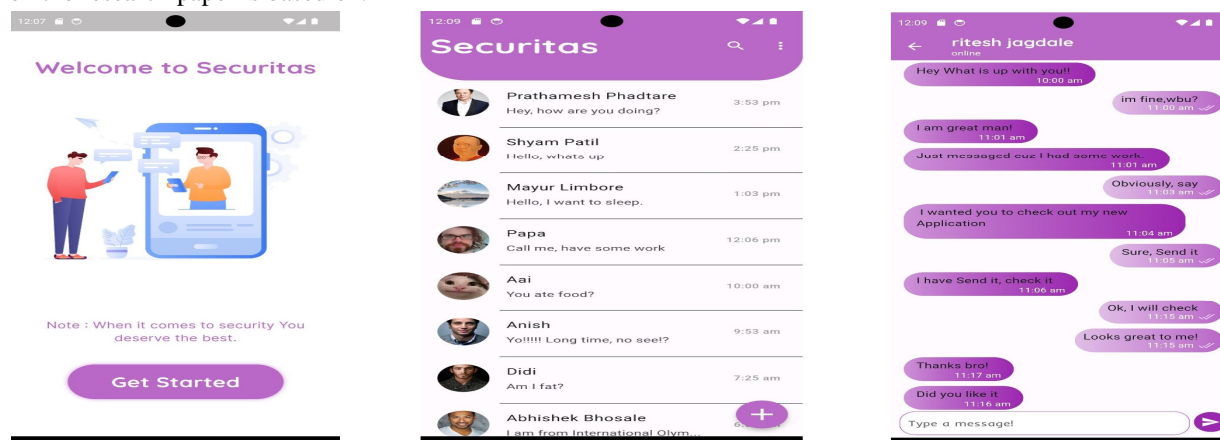 12:07
Welcome to Securitas
Note : When it comes to security You
deserve the best.
Get Started
12:09
Securitas
Prathamesh Phadtare
3:53 pm
Hey, how are you doing?
Shyam Patil
2:25 pm
Hello, whats up
Mayur Limbore
1:03 pm
Hello, I want to sleep.
Papa
12:06 pm
Call me, have some work
Aai
10:00 am
You ate food?
Anish
9:53 am
Yo!!!!! Long time, no see!?
Didi
7:25 am
Am I fat?
Abhishek Bhosale
I am from International Olym...
12:09
ritesh jagdale
online
Hey What is up with you!!
10:00 am
im fine,wbu?
11:00 am
I am great man!
11:01 am
Just messaged cuz I had some work.
11:01 am
Obviously, say
11:03 am
I wanted you to check out my new
Application
11:04 am
Sure, Send it
11:05 am
I have Send it, check it
11:06 am
Ok, I will check
11:15 am
Looks great to me!
11:15 am
Thanks bro!
11:17 am
Did you like it
11:16 am
Type a message!